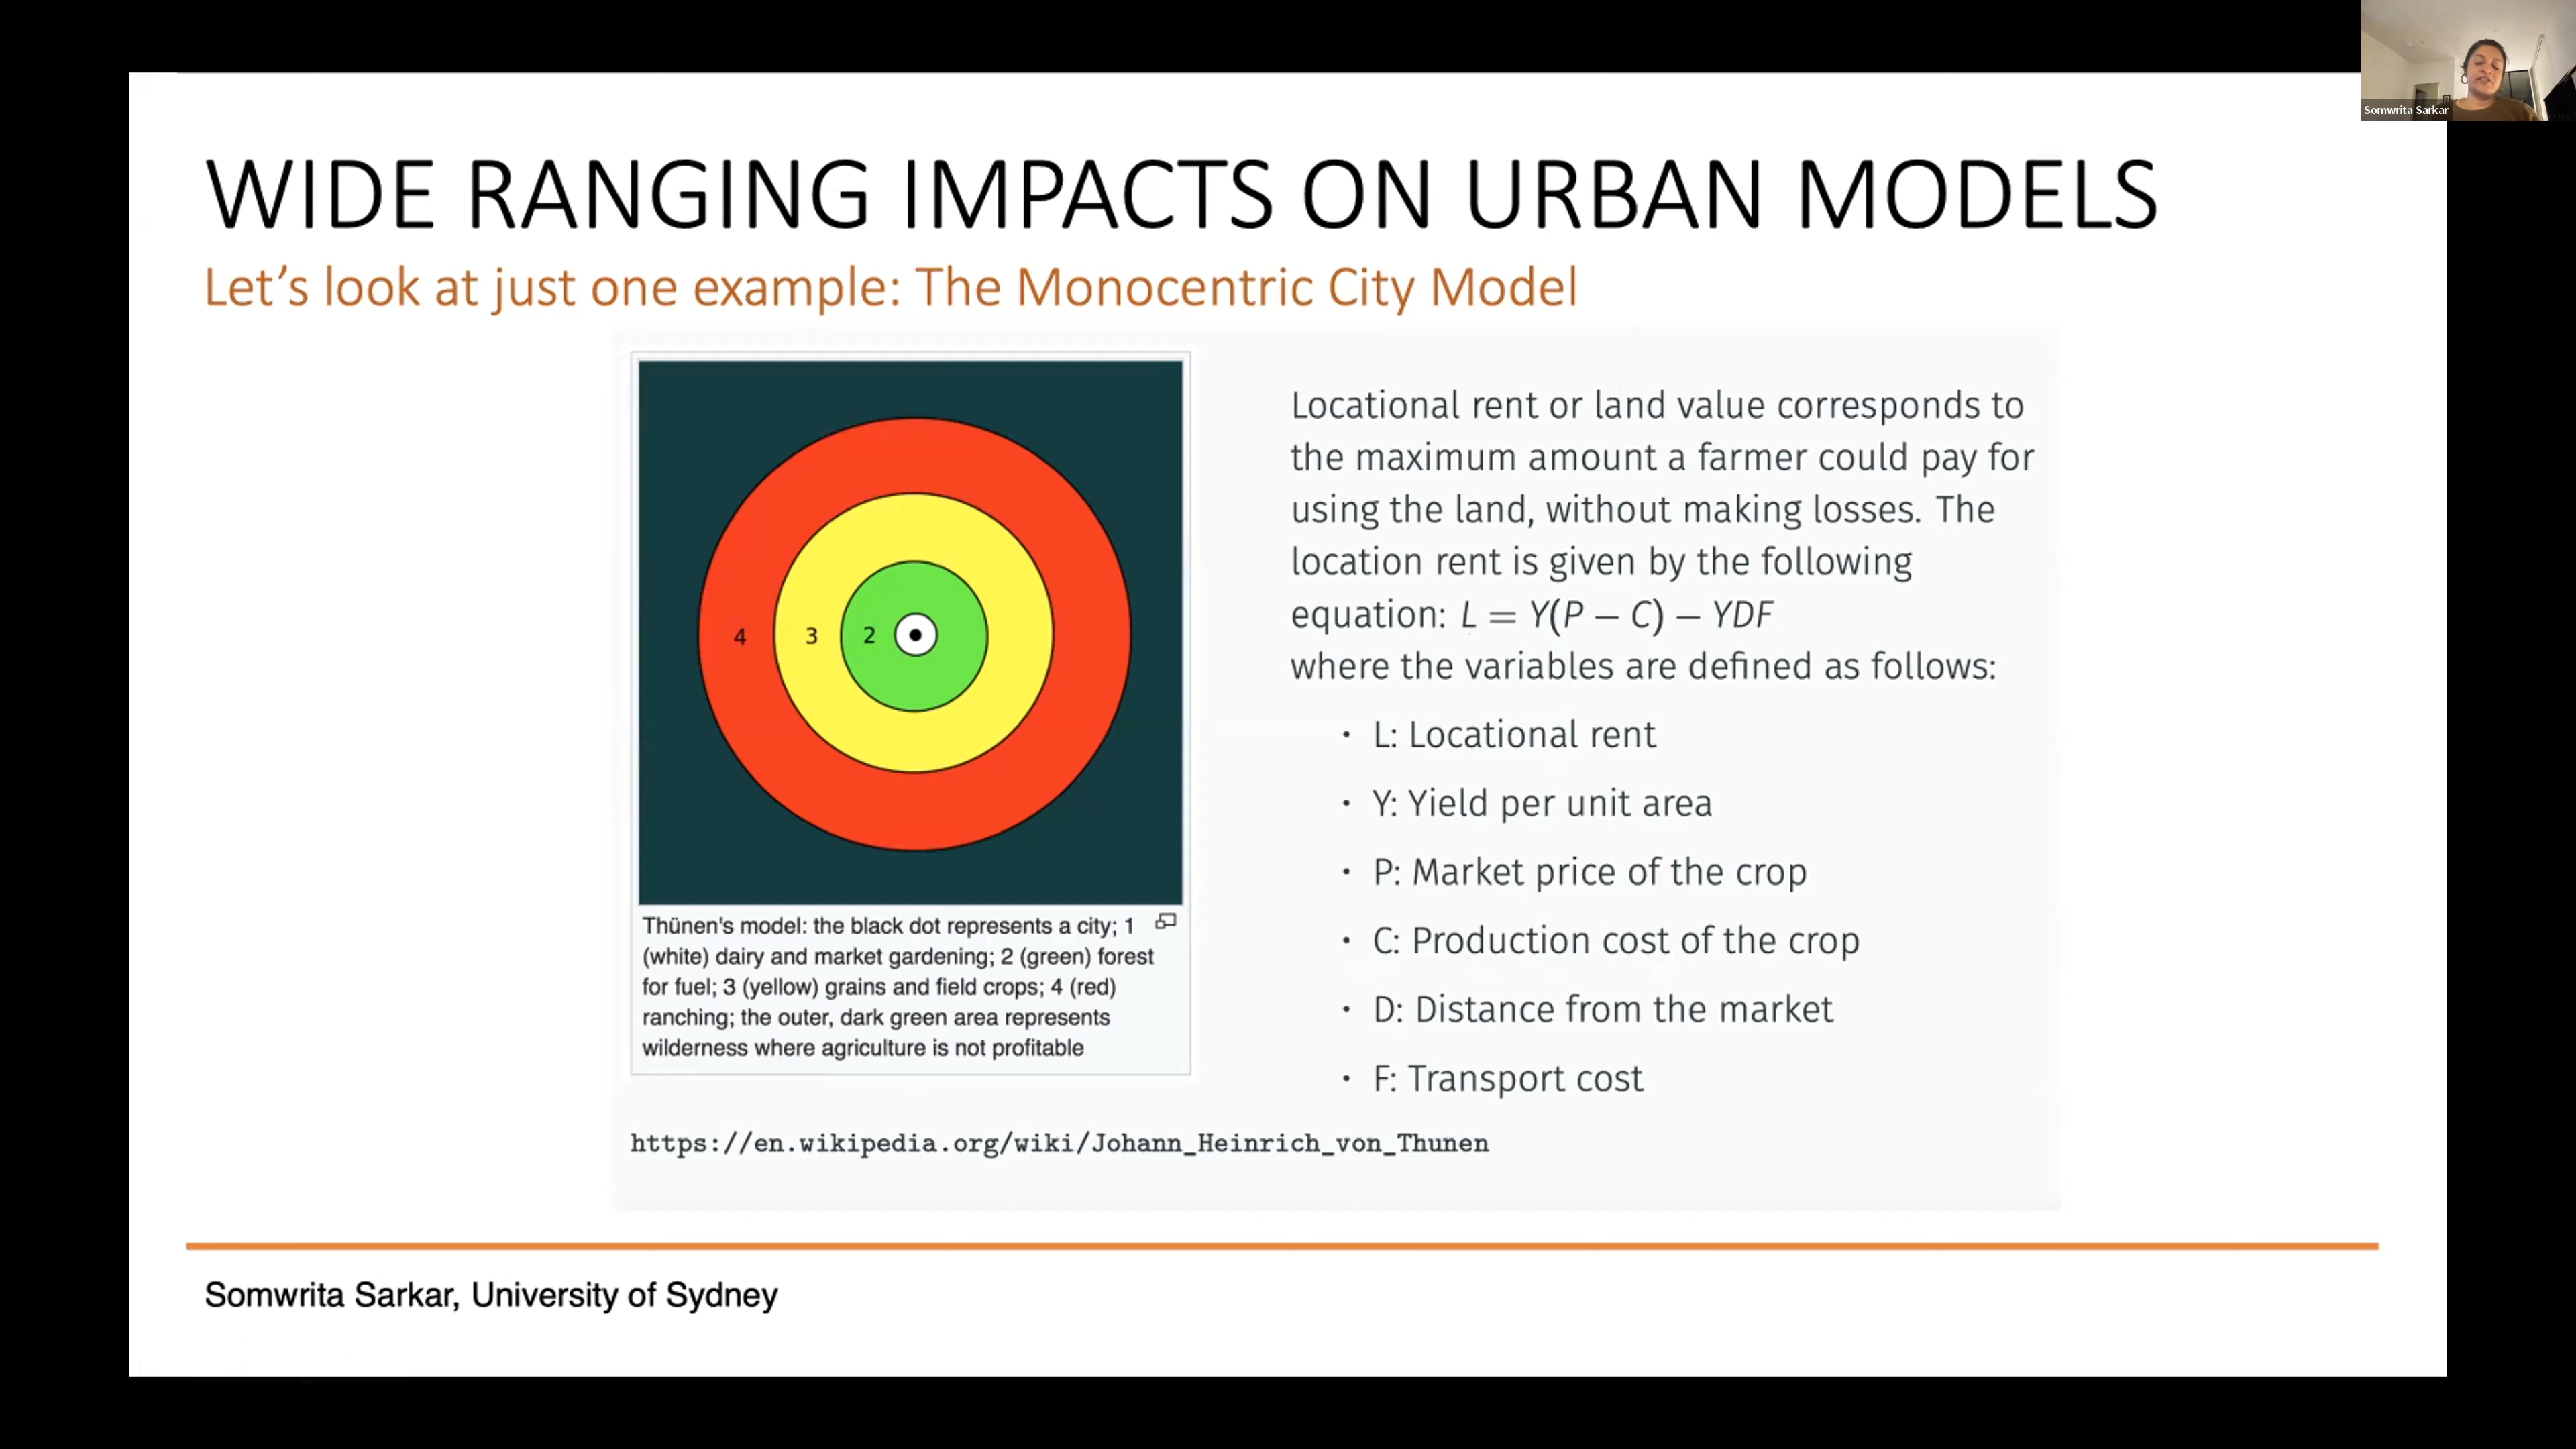 Somwrita Sarkar
WIDE RANGING IMPACTS ON URBAN MODELS
Let’s look at just one example: The Monocentric City Model
4 3 2
Thünen's model: the black dot represents a city; 1
(white) dairy and market gardening; 2 (green) forest
for fuel; 3 (yellow) grains and field crops; 4 (red)
ranching; the outer, dark green area represents
wilderness where agriculture is not profitable
Locational rent or land value corresponds to
the maximum amount a farmer could pay for
using the land, without making losses. The
location rent is given by the following
equation: L = Y(P − C) − YDF
where the variables are defined as follows:
• L: Locational rent
• Y: Yield per unit area
• P: Market price of the crop
• C: Production cost of the crop
• D: Distance from the market
• F: Transport cost
https://en.wikipedia.org/wiki/Johann_Heinrich_von_Thunen
Somwrita Sarkar, University of Sydney